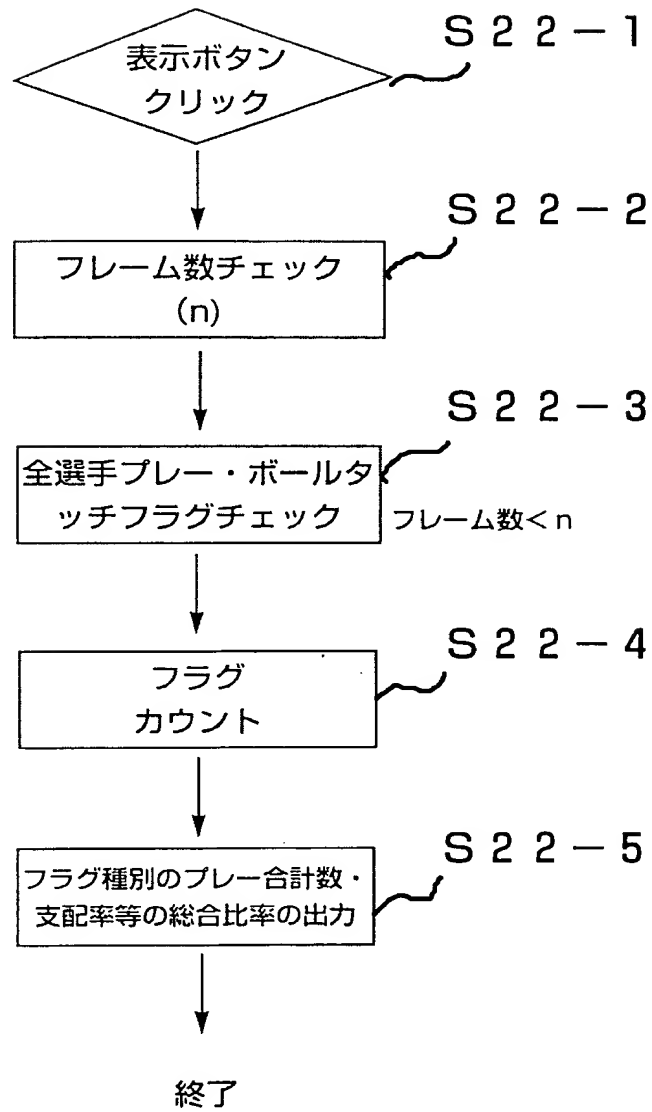 S22-1
表示ボタン
クリック
S22-2
フレーム数チェック
(n)
S22-3
全選手プレー・ボールタ
ッチフラグチェック
フレーム数<n
S22-4
フラグ
カウント
S22-5
フラグ種別のプレー合計数・
支配率等の総合比率の出力
終了